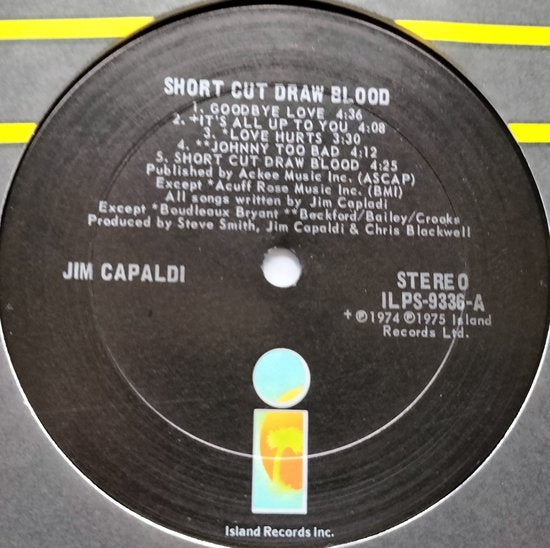 SHORT CUT DRAW BLOOD
1. GOODBYE LOVE 4:36
2. +IT'S ALL UP TO YOU 4:08
3. *LOVE HURTS 3:30
4. **JOHNNY TOO BAD 4:12
5. SHORT CUT DRAW BLOOD 4:25
Published by Ackee Music Inc. (ASCAP)
Except *Acuff Rose Music Inc. (BMI)
All songs written by Jim Capladi
Except *Boudleaux Bryant **Beckford/Bailey/Crooks
Produced by Steve Smith, Jim Capaldi & Chris Blackwell
JIM CAPALDI
STEREO
ILPS-9336-A
+ ℗1974 ℗1975 Island
Records Ltd.
Island Records Inc.